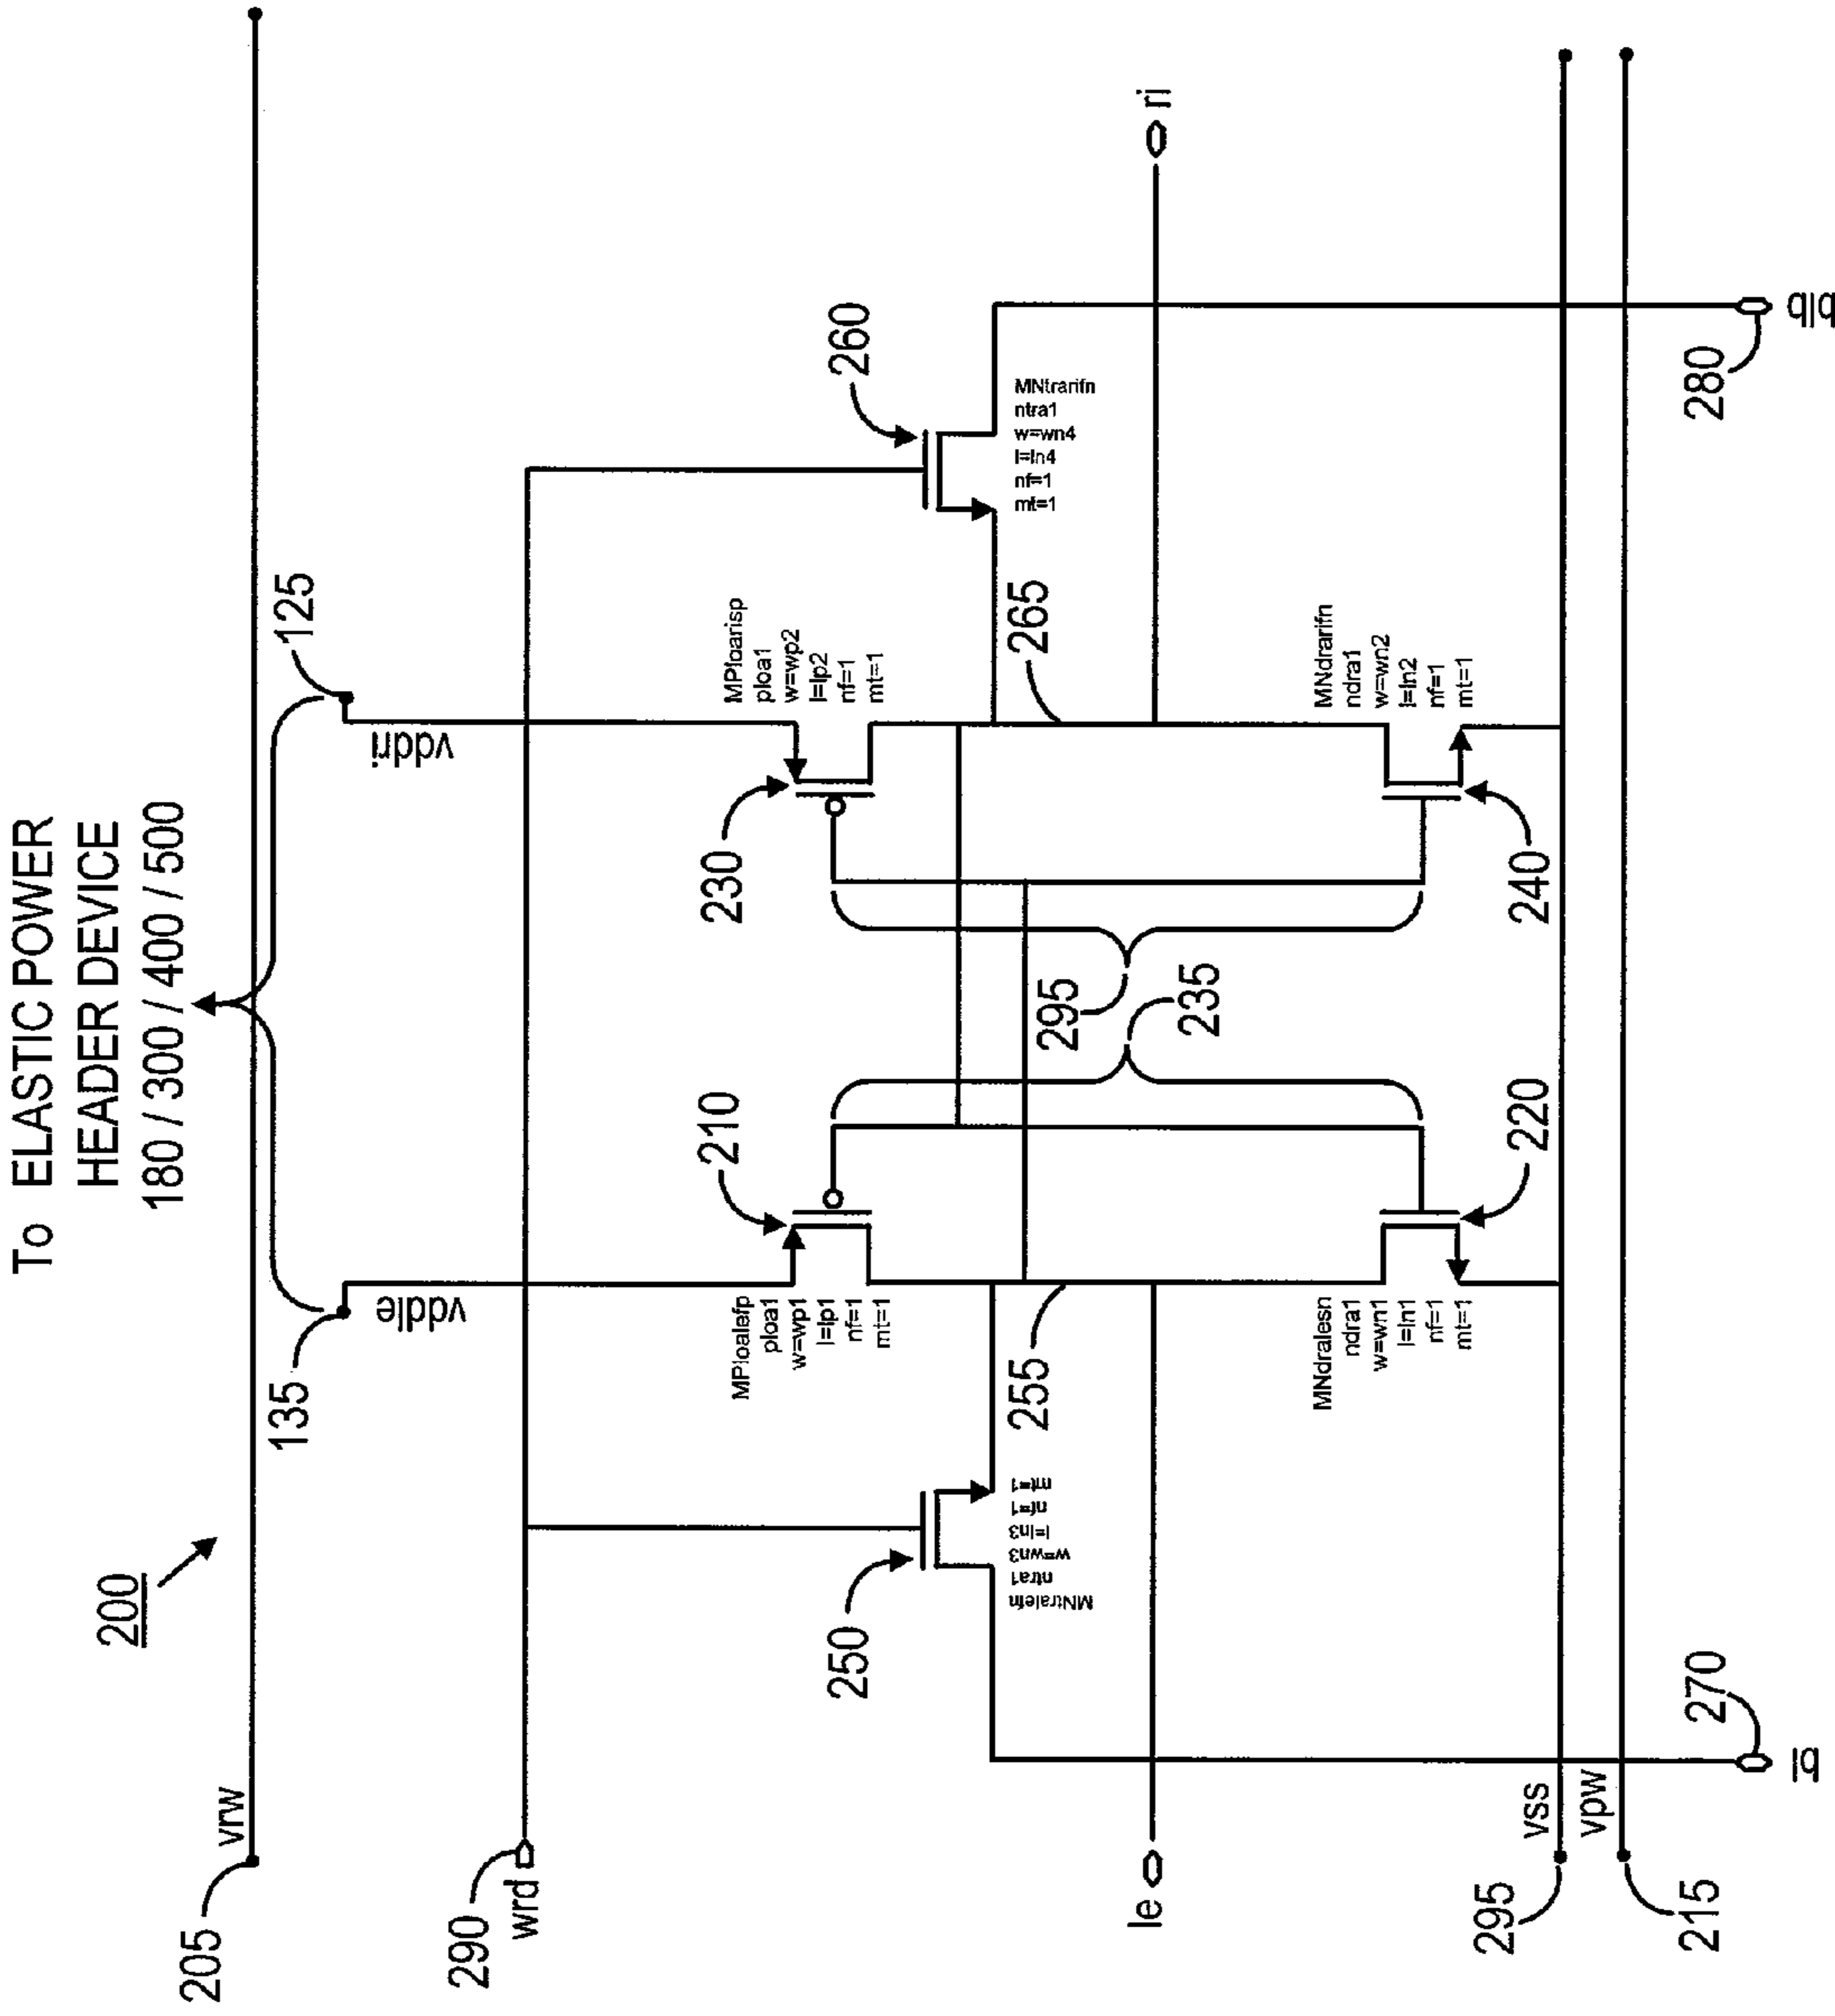 To ELASTIC POWER
HEADER DEVICE
180 / 300 / 400 / 500
200
205
vrw
135
125
vddle
vddri
290
wrd
210
230
260
250
MPloalefp
ploa1
w=wp1
l=lp1
nf=1
mt=1
MPloarisp
ploa1
w=wp2
l=lp2
nf=1
mt=1
MNtrarifn
ntra1
w=wn4
l=ln4
nf=1
mt=1
MNtralefn
ntra1
w=wn3
l=ln3
nf=1
mt=1
255
295
235
265
le
ri
MNdralesn
ndra1
w=wn1
l=ln1
nf=1
mt=1
MNdrarifn
ndra1
w=wn2
l=ln2
nf=1
mt=1
220
240
295
vss
215
vpw
270
bl
280
blb